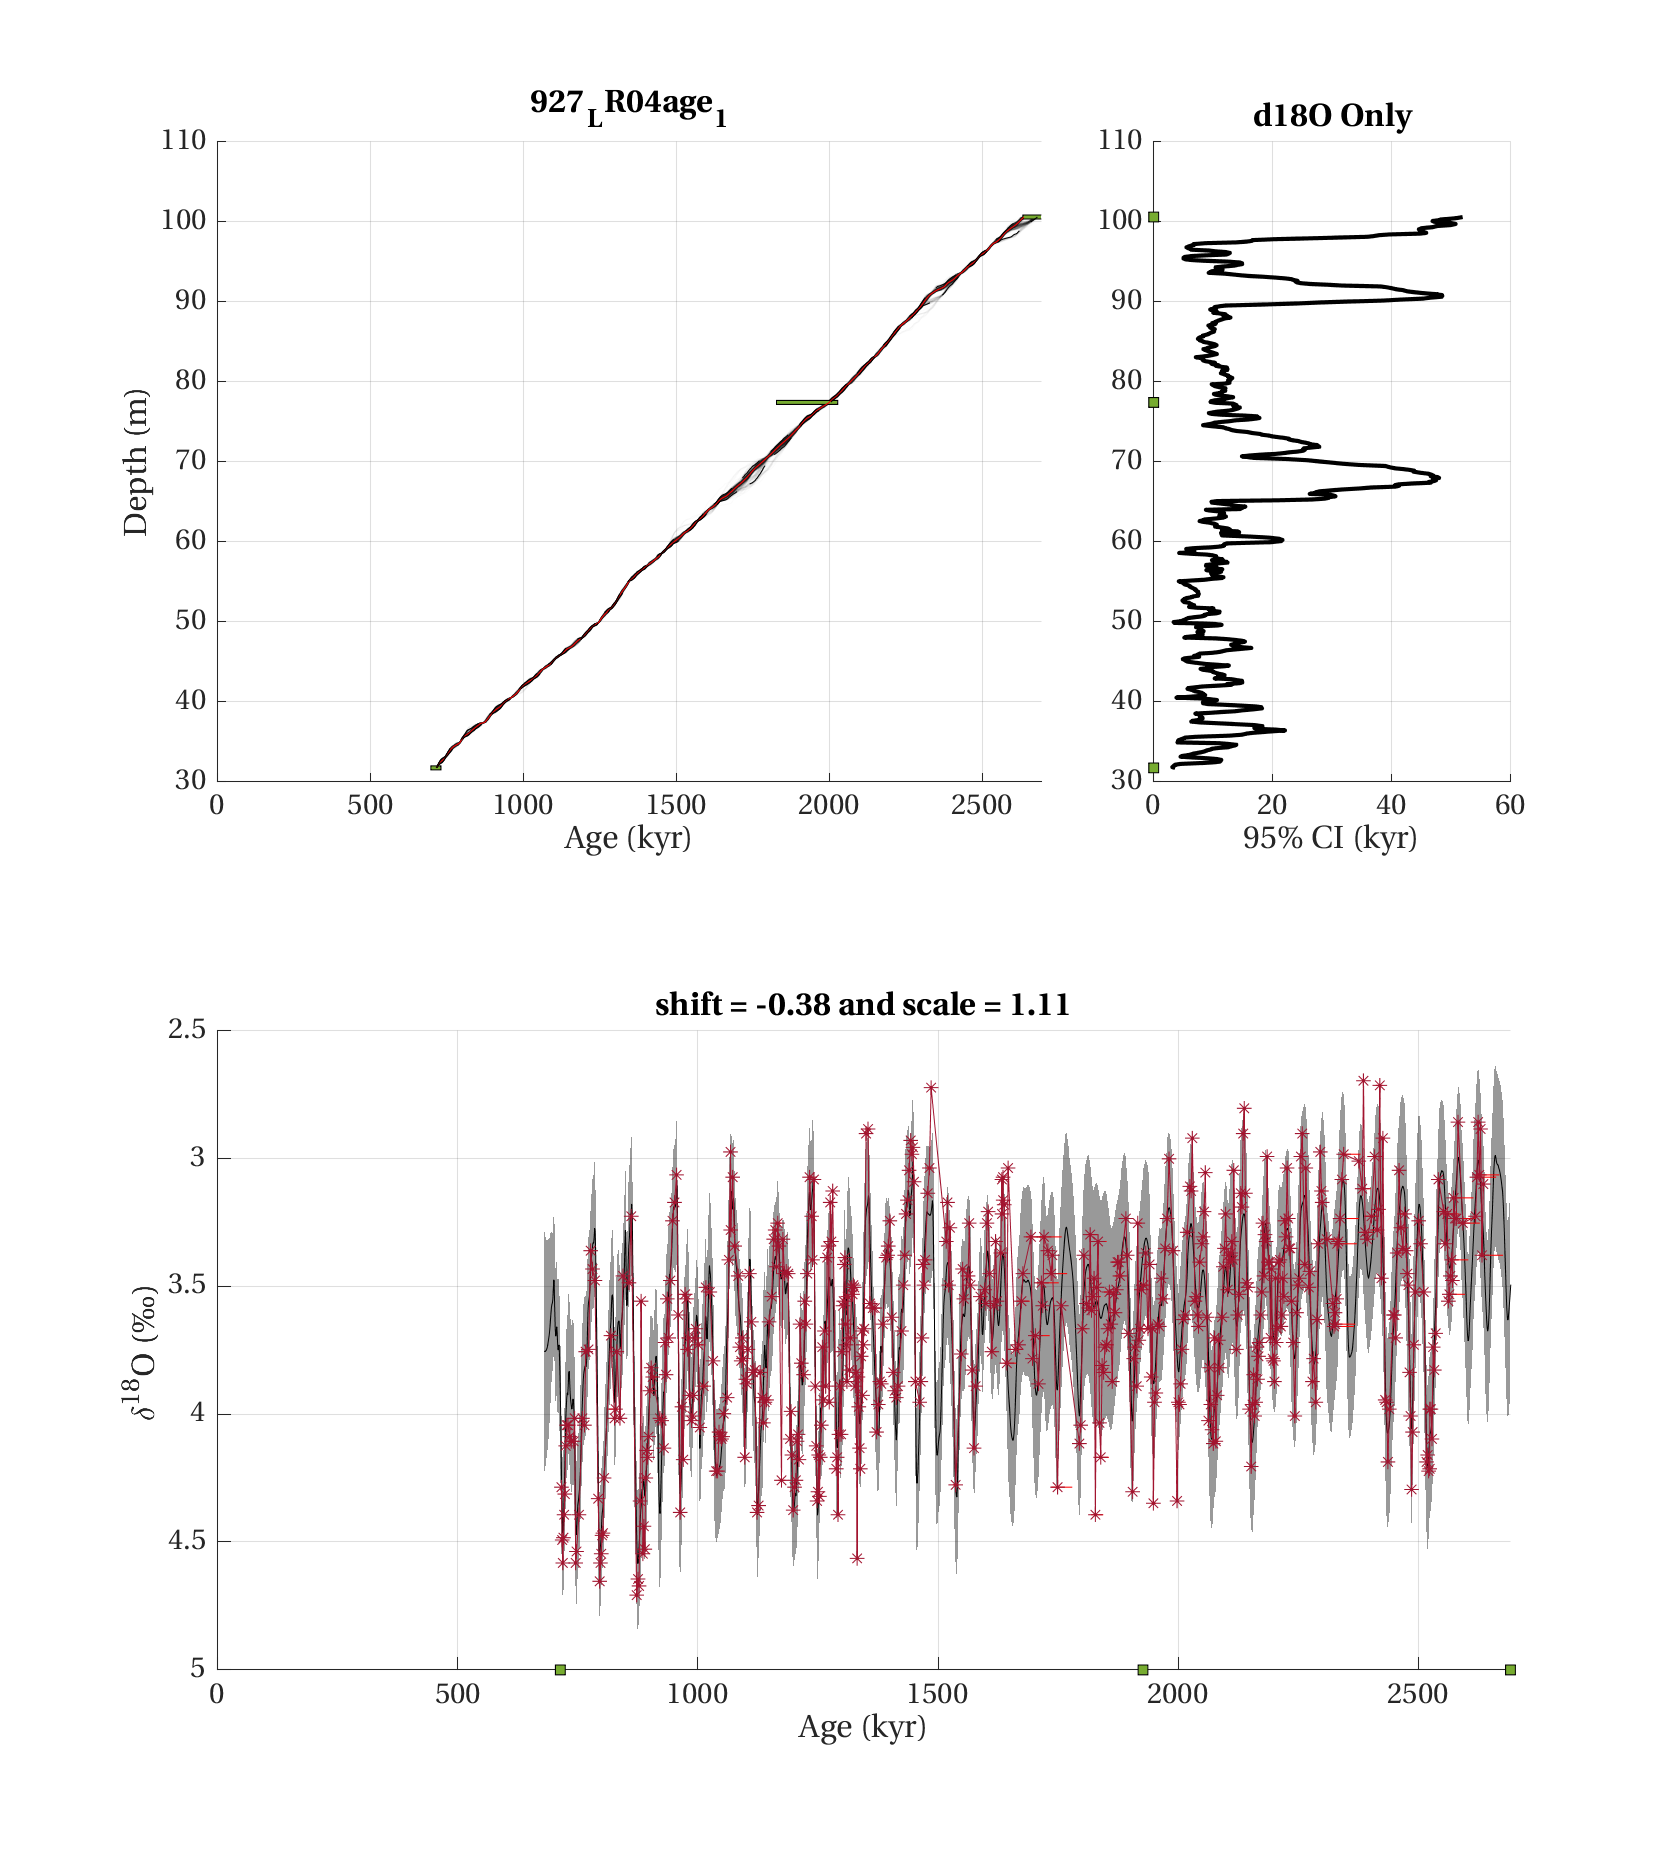 927_LR04age_1
110
100
90
80
70
60
50
40
30
Depth (m)
0 500 1000 1500 2000 2500
Age (kyr)
d18O Only
110
100
90
80
70
60
50
40
30
0 20 40 60
95% CI (kyr)
shift = -0.38 and scale = 1.11
2.5
3
3.5
4
4.5
5
δ¹⁸O (‰)
0 500 1000 1500 2000 2500
Age (kyr)